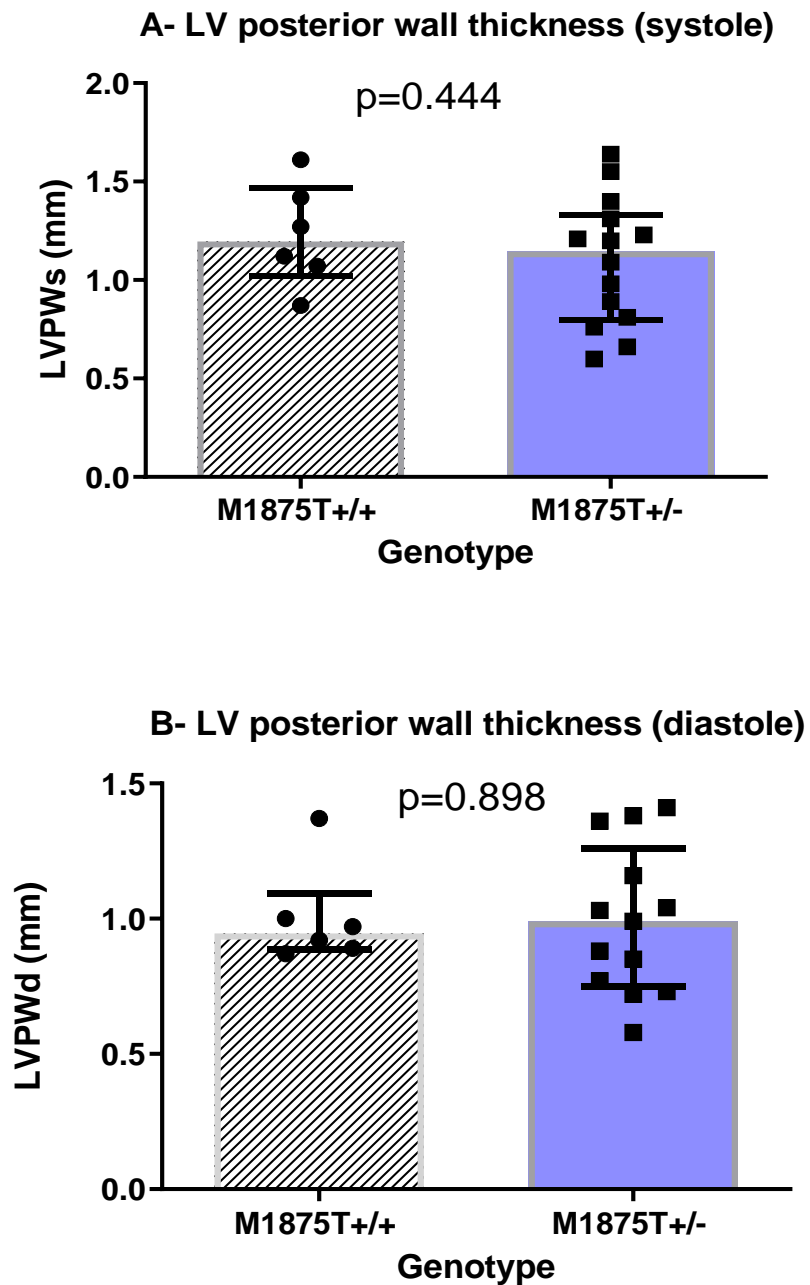 A- LV posterior wall thickness (systole)
p=0.444
2.0
1.5
1.0
0.5
0.0
LVPWs (mm)
M1875T+/+ M1875T+/-
Genotype
B- LV posterior wall thickness (diastole)
p=0.898
1.5
1.0
0.5
0.0
LVPWd (mm)
M1875T+/+ M1875T+/-
Genotype